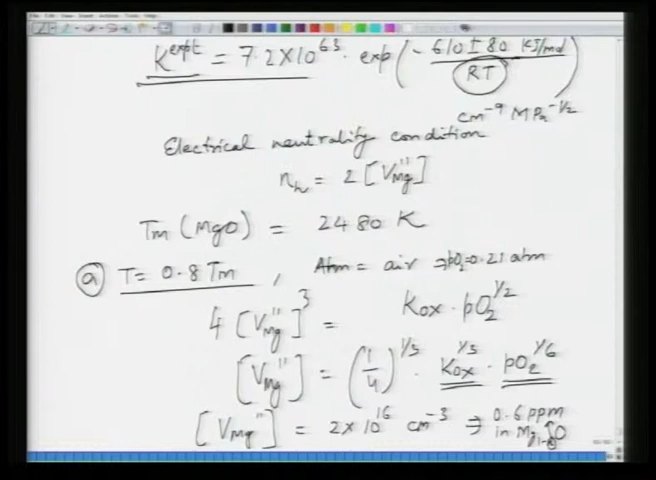 K^expt = 7.2×10^63 · exp(- 610 ± 80 KJ/mol / RT)
cm^-9 MPa^-1/2
Electrical neutrality condition
n_h = 2 [V_Mg'']
Tm (MgO) = 2480 K
(a) T = 0.8 Tm , Atm = air ⇒ pO2 = 0.21 atm
4 [V_Mg'']^3 = Kox · pO2^1/2
[V_Mg''] = (1/4)^1/3 · Kox^1/3 · pO2^1/6
[V_Mg''] = 2×10^16 cm^-3 ⇒ 0.6 ppm
in Mg O